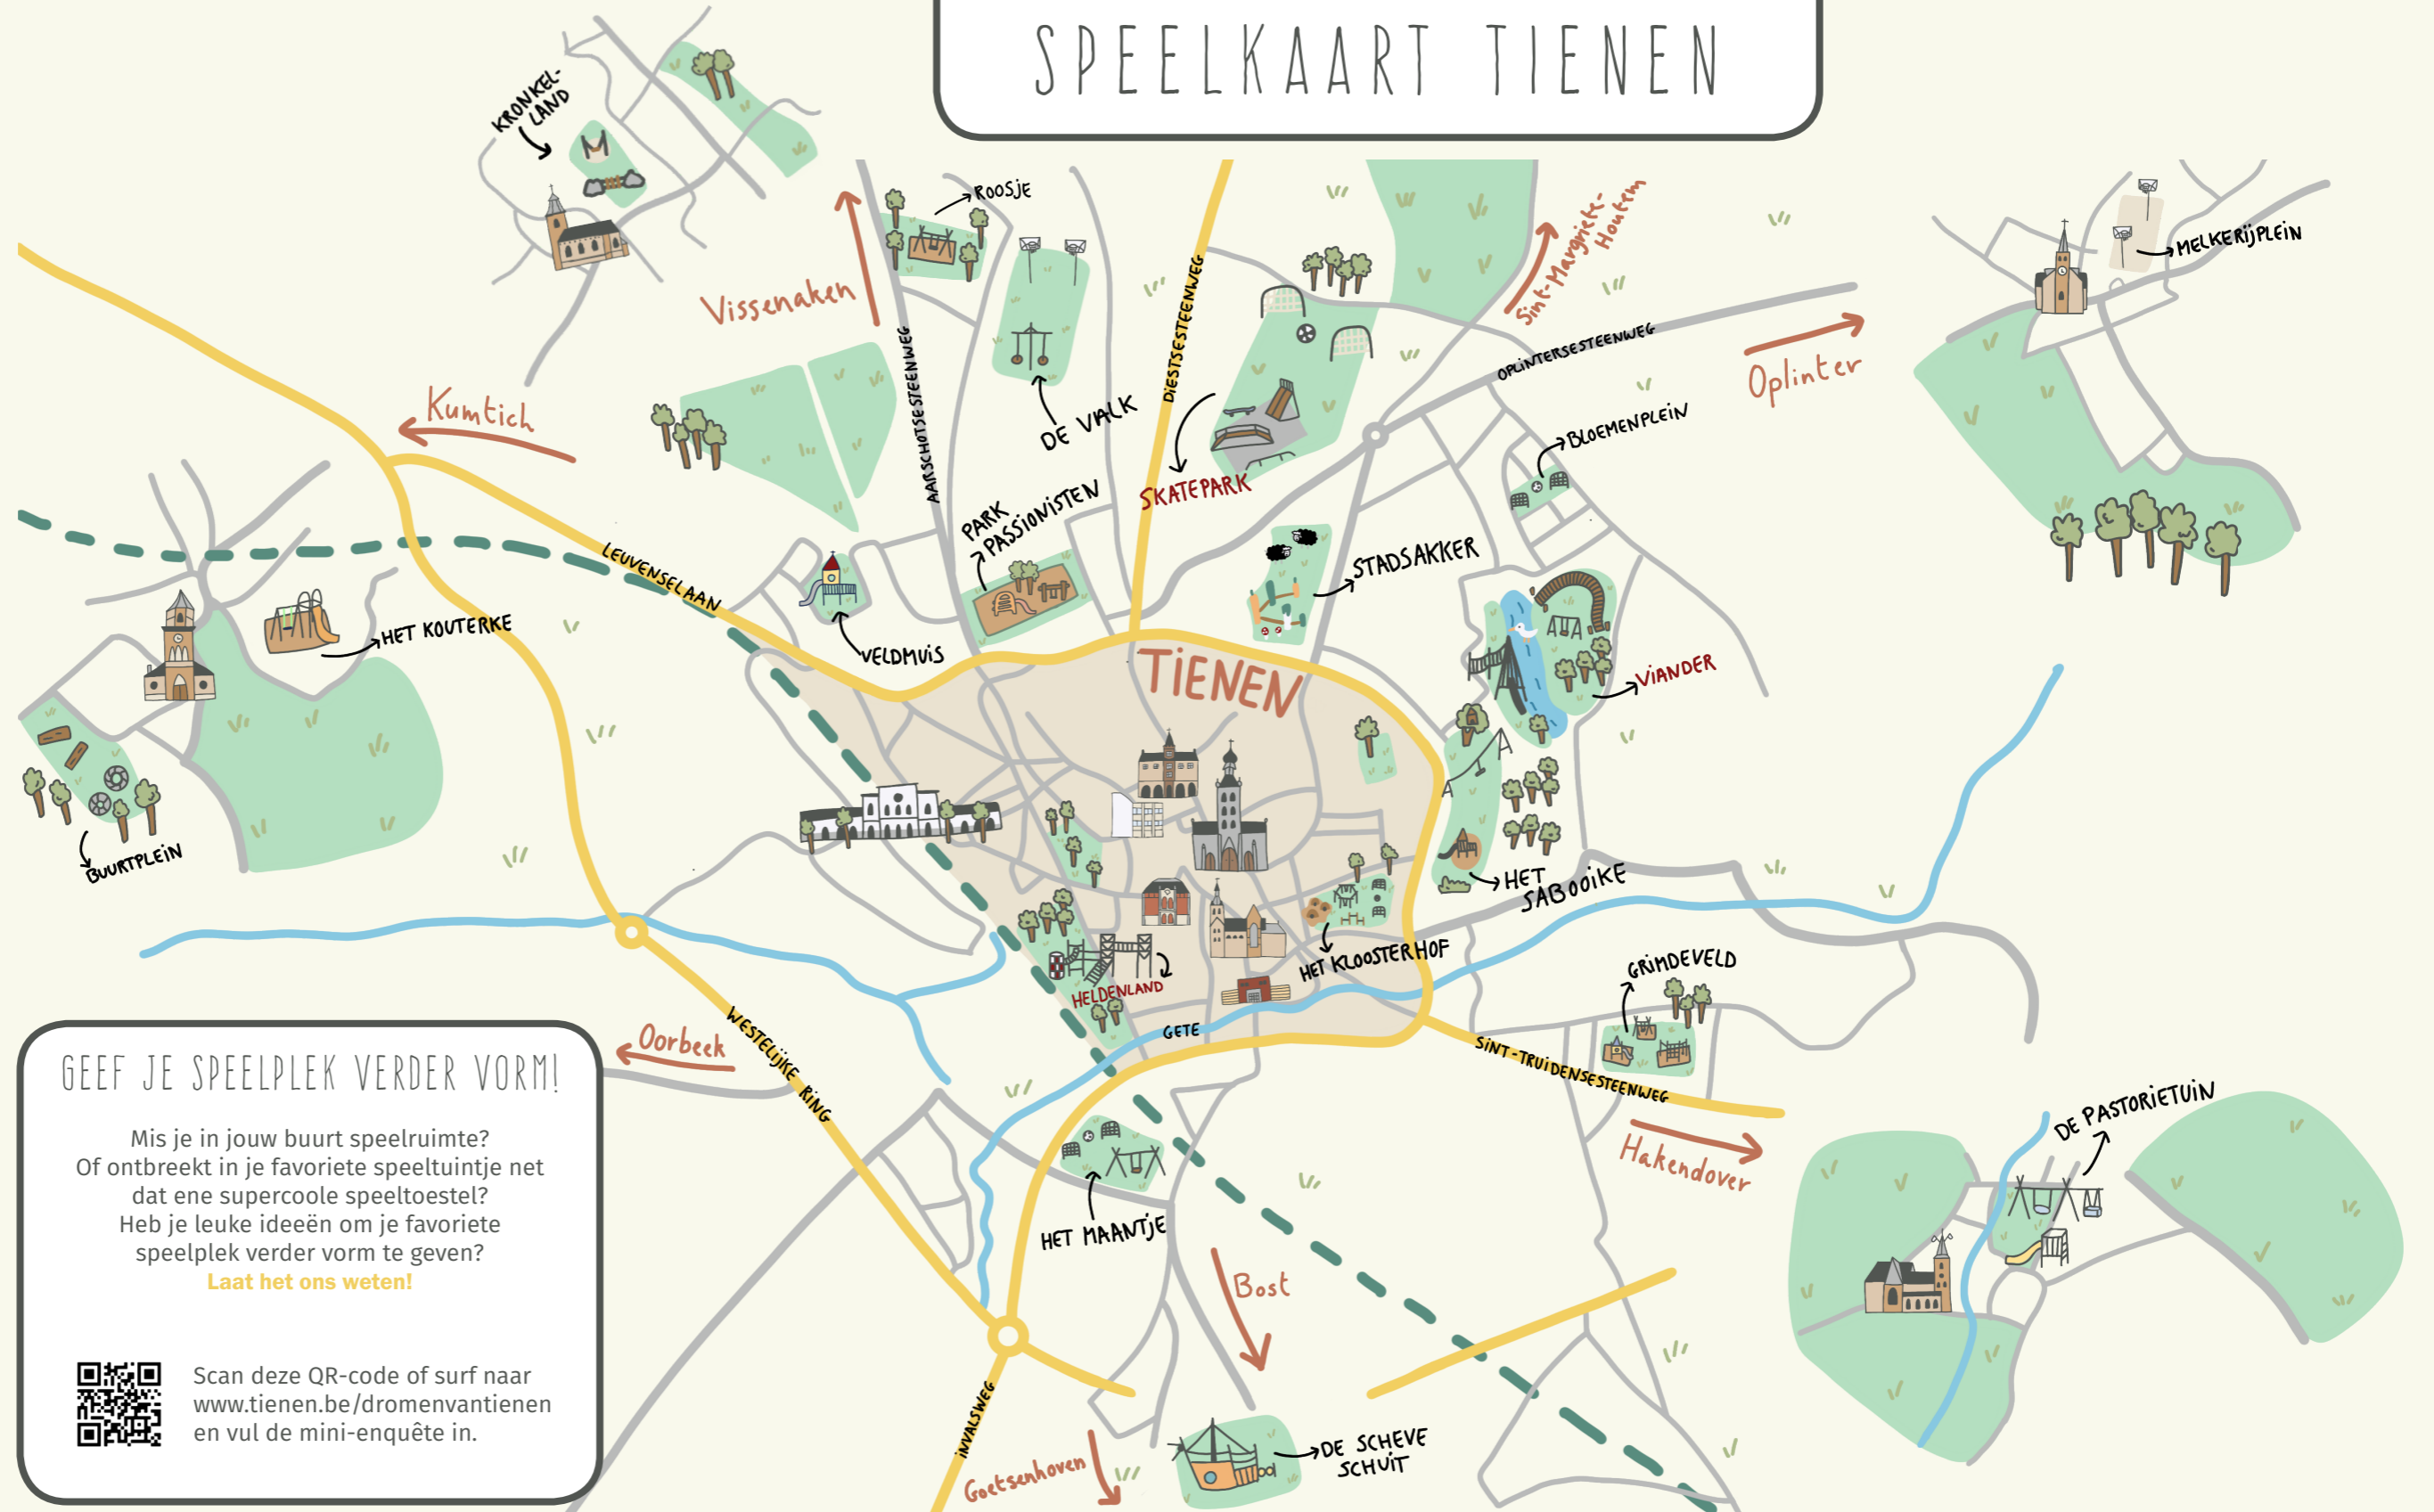 SPEELKAART TIENEN
KRONKEL-
LAND
ROOSJE
Vissenaken
AARSCHOTSE STEENWEG
DE VALK
DIESTSESTEENWEG
Sint-Margriete-
Houtem
OPLINTERSESTEENWEG
Oplinter
MELKERIJPLEIN
Kumtich
SKATEPARK
BLOEMENPLEIN
PARK
PASSIONISTEN
STADSAKKER
LEUVENSELAAN
VELDMUIS
HET KOUTERKE
TIENEN
VIANDER
BUURTPLEIN
HET
SABOOIKE
HET KLOOSTERHOF
HELDENLAND
GETE
GRIMDEVELD
SINT-TRUIDENSESTEENWEG
Hakendover
DE PASTORIETUIN
Oorbeek
WESTELIJKE RING
HET MAANTJE
Bost
INVALSWEG
Goetsenhoven
DE SCHEVE
SCHUIT
GEEF JE SPEELPLEK VERDER VORM!
Mis je in jouw buurt speelruimte?
Of ontbreekt in je favoriete speeltuintje net
dat ene supercoole speeltoestel?
Heb je leuke ideeën om je favoriete
speelplek verder vorm te geven?
Laat het ons weten!
Scan deze QR-code of surf naar
www.tienen.be/dromenvantienen
en vul de mini-enquête in.